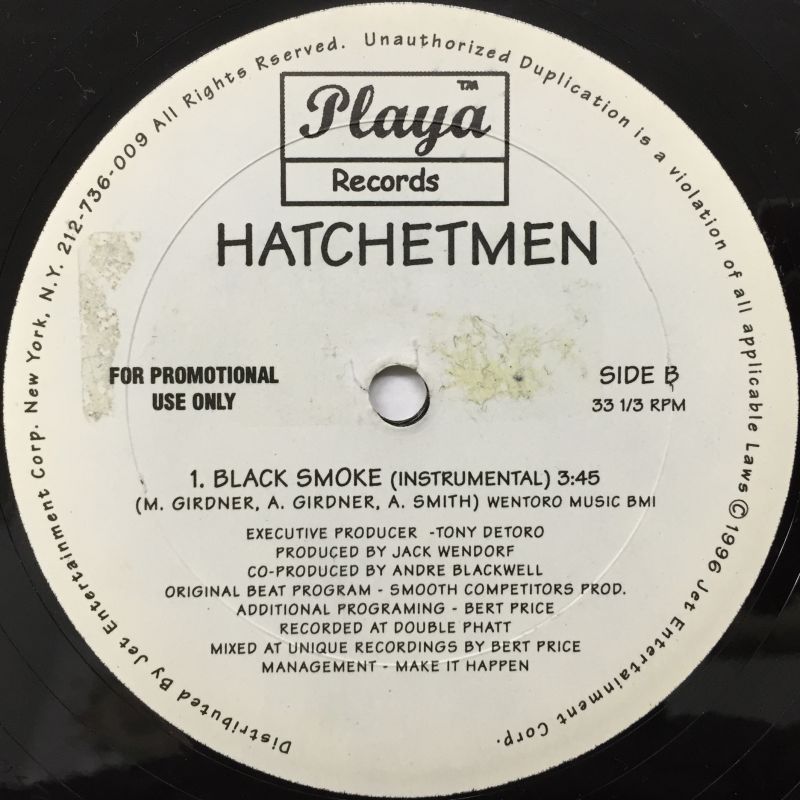 Playa™
Records
HATCHETMEN
FOR PROMOTIONAL
USE ONLY
SIDE B
33 1/3 RPM
1. BLACK SMOKE (INSTRUMENTAL) 3:45
(M. GIRDNER, A. GIRDNER, A. SMITH) WENTORO MUSIC BMI
EXECUTIVE PRODUCER -TONY DETORO
PRODUCED BY JACK WENDORF
CO-PRODUCED BY ANDRE BLACKWELL
ORIGINAL BEAT PROGRAM - SMOOTH COMPETITORS PROD.
ADDITIONAL PROGRAMING - BERT PRICE
RECORDED AT DOUBLE PHATT
MIXED AT UNIQUE RECORDINGS BY BERT PRICE
MANAGEMENT - MAKE IT HAPPEN
Distributed By Jet Entertainment Corp. New York, N.Y. 212-736-009 All Rights Rserved. Unauthorized Duplication is a violation of all applicable Laws © 1996 Jet Entertainment Corp.